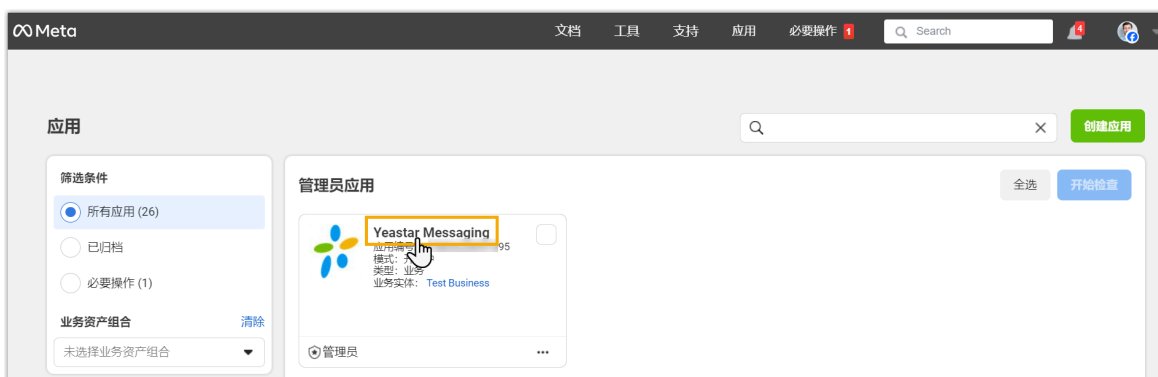 Meta
文档 工具 支持 应用 必要操作 1 Search 4
应用
创建应用
筛选条件
所有应用 (26)
已归档
必要操作 (1)
业务资产组合 清除
未选择业务资产组合
管理员应用
全选 开始检查
Yeastar Messaging
应用编号 95
模式：
类型：业务
业务实体： Test Business
管理员